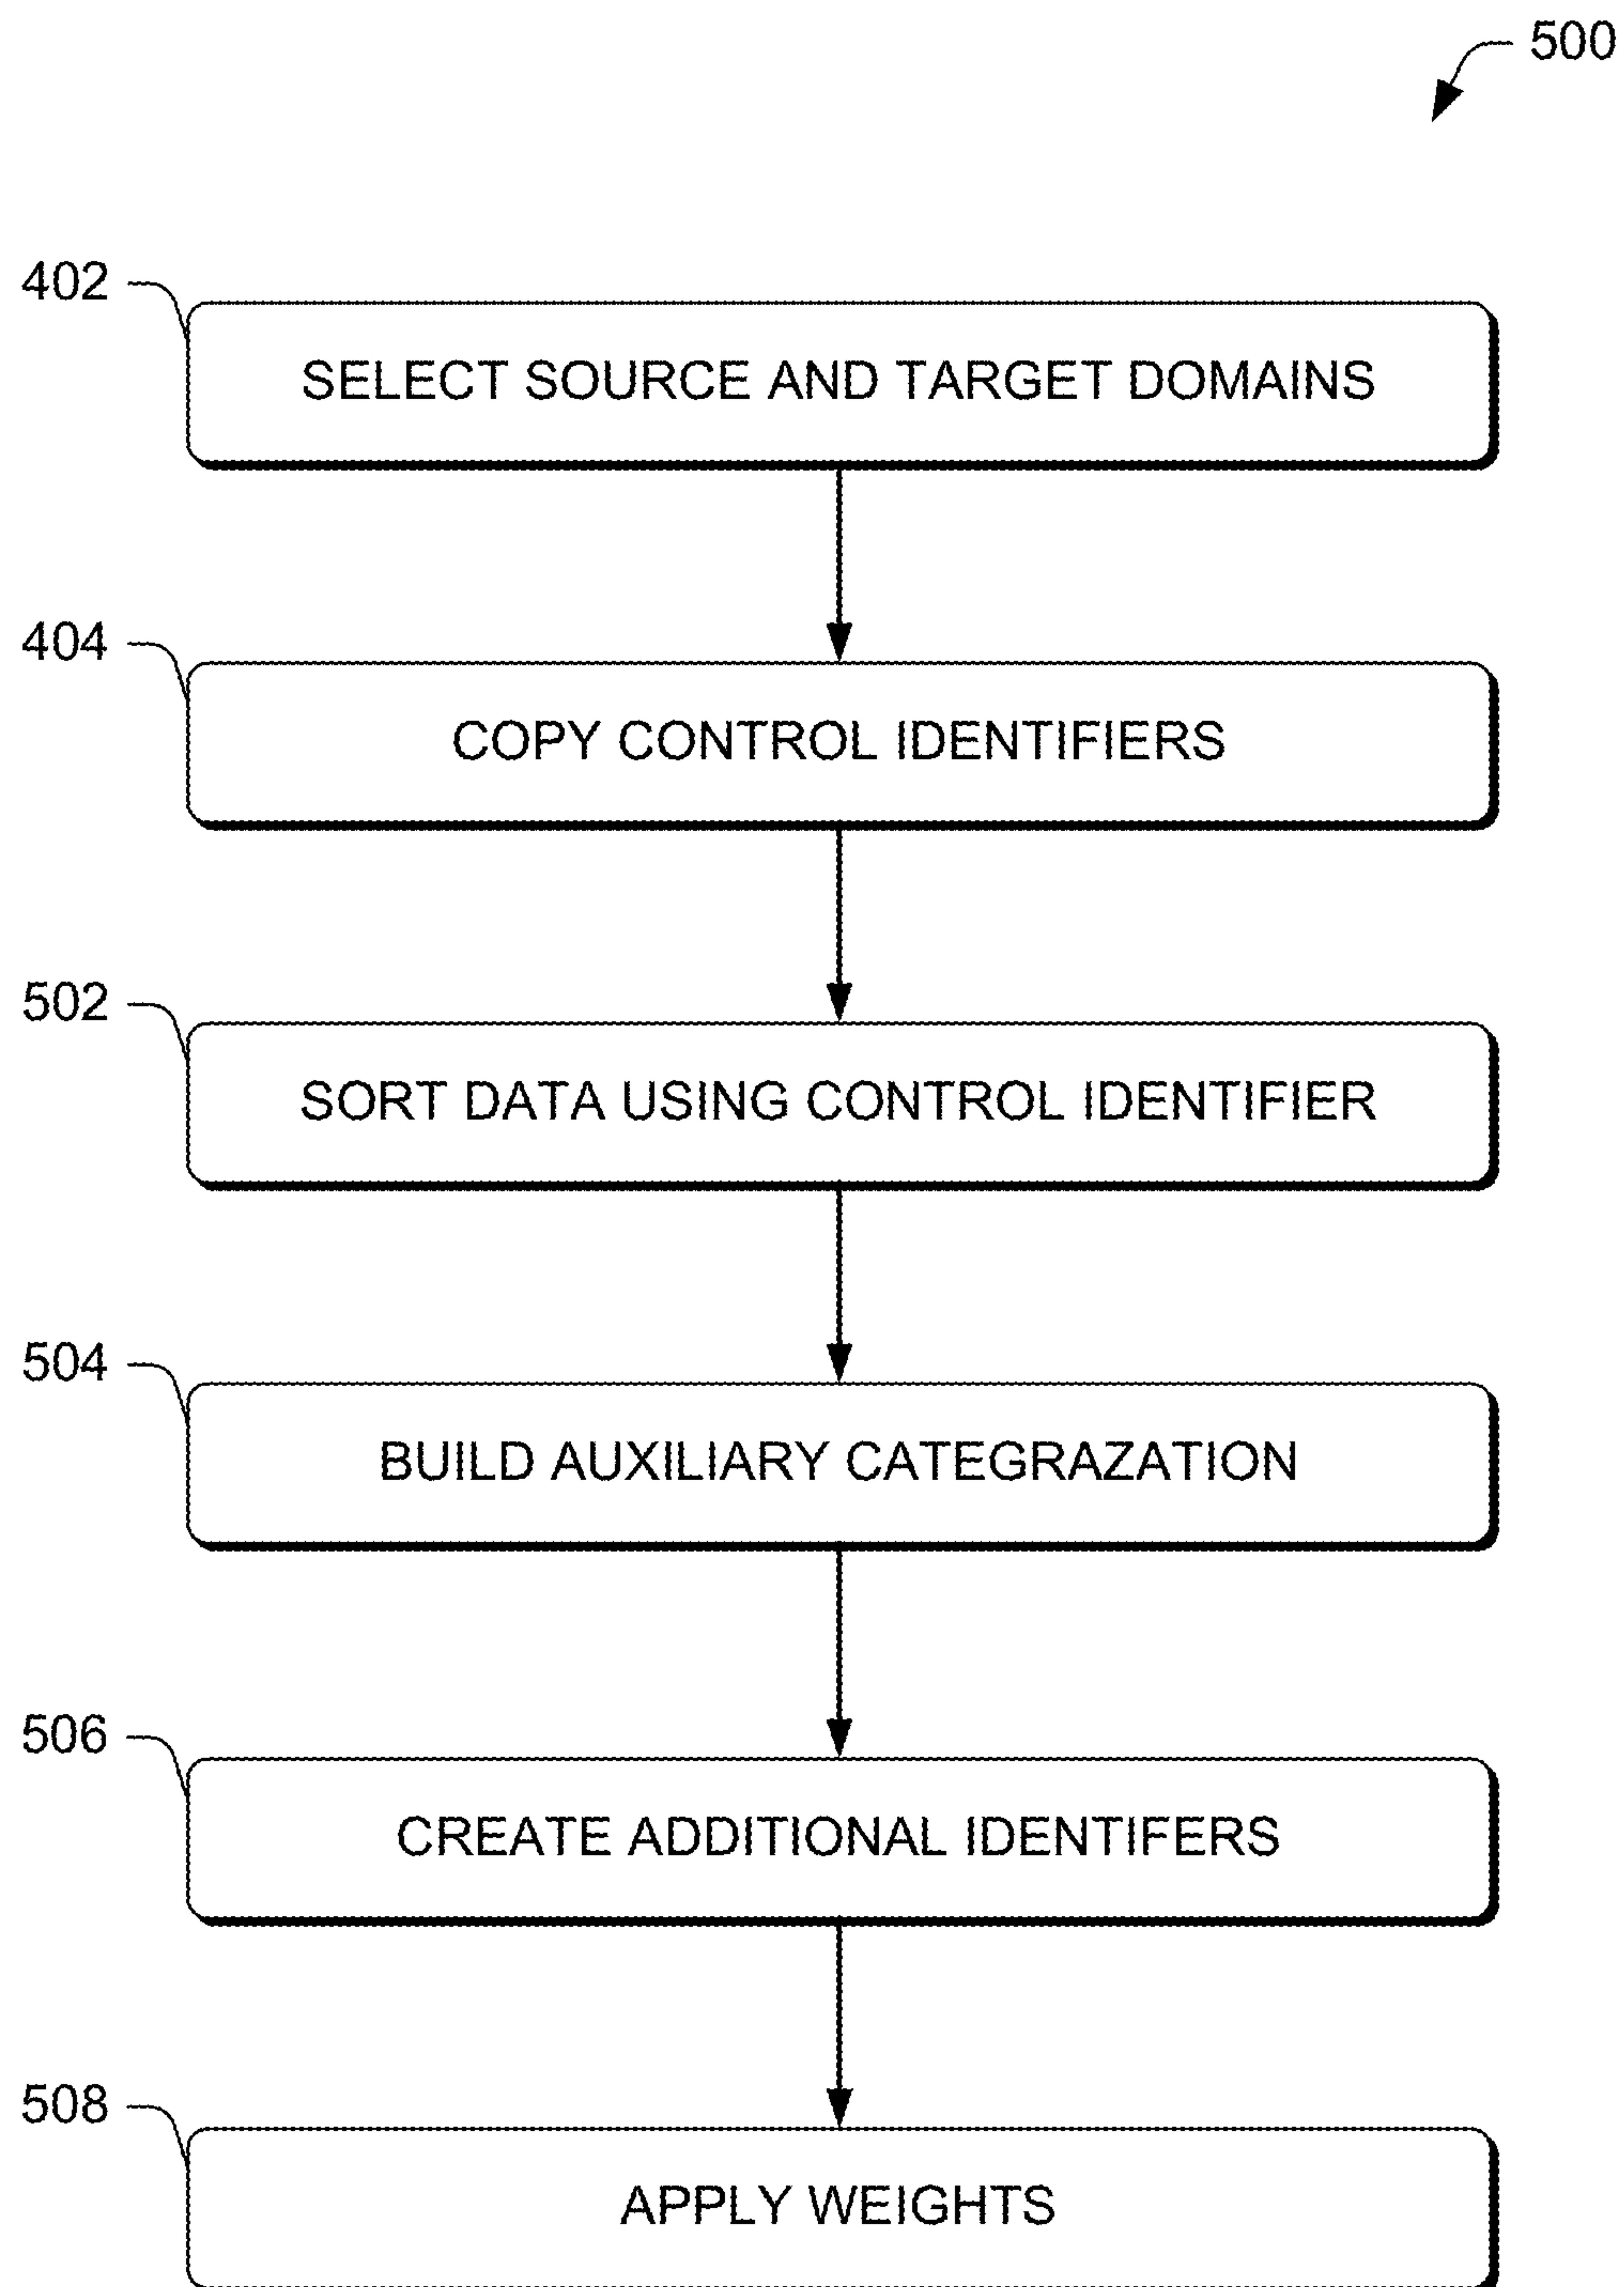 500
402
SELECT SOURCE AND TARGET DOMAINS
404
COPY CONTROL IDENTIFIERS
502
SORT DATA USING CONTROL IDENTIFIER
504
BUILD AUXILIARY CATEGRAZATION
506
CREATE ADDITIONAL IDENTIFERS
508
APPLY WEIGHTS